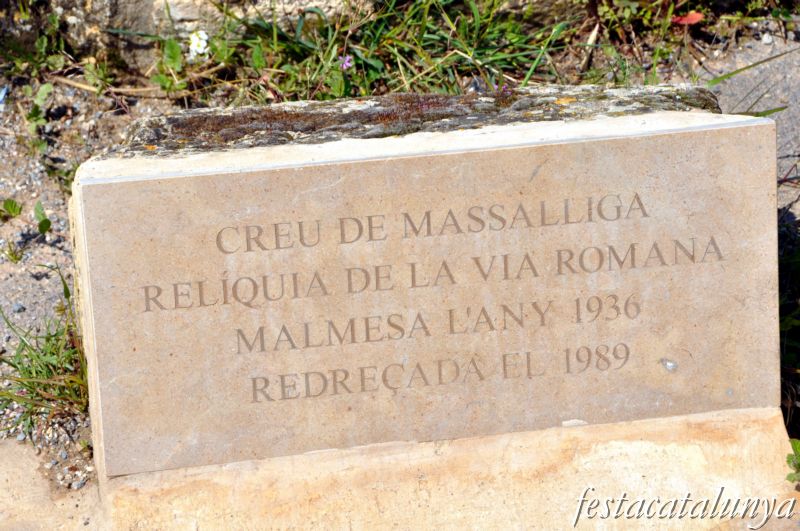 CREU DE MASSALLIGA
RELÍQUIA DE LA VIA ROMANA
MALMESA L'ANY 1936
REDREÇADA EL 1989
festacatalunya